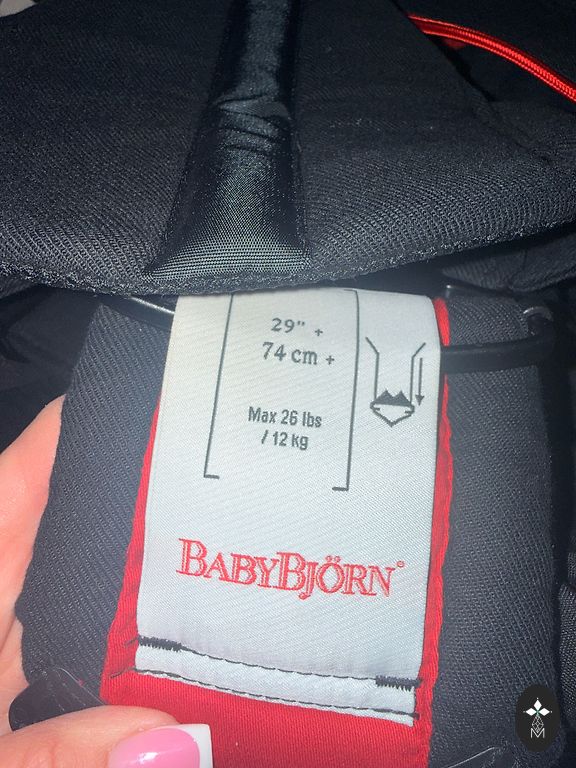 29" +
74 cm +
Max 26 lbs
/ 12 kg
BABYBJÖRN®
M